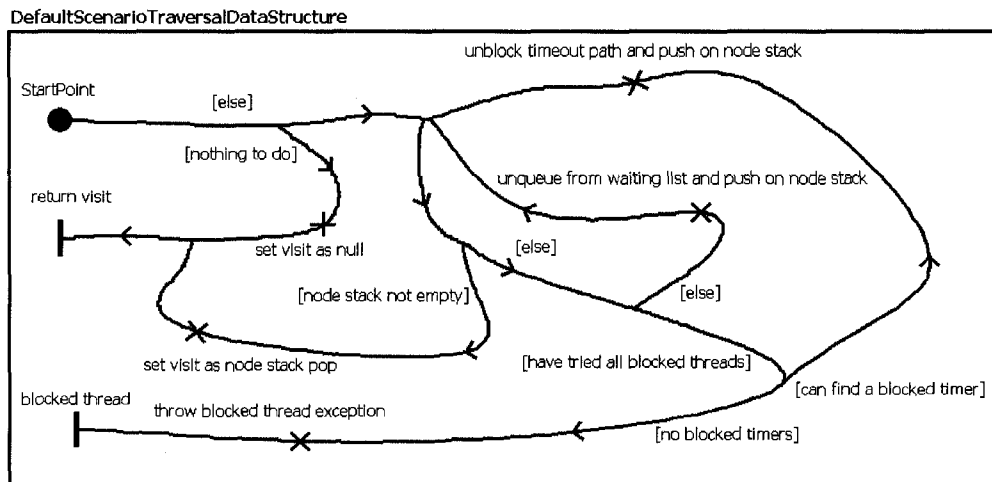 DefaultScenarioTraversalDataStructure
unblock timeout path and push on node stack
StartPoint
[else]
[nothing to do]
unqueue from waiting list and push on node stack
return visit
set visit as null
[else]
[node stack not empty]
[else]
set visit as node stack pop
[have tried all blocked threads]
[can find a blocked timer]
blocked thread
throw blocked thread exception
[no blocked timers]